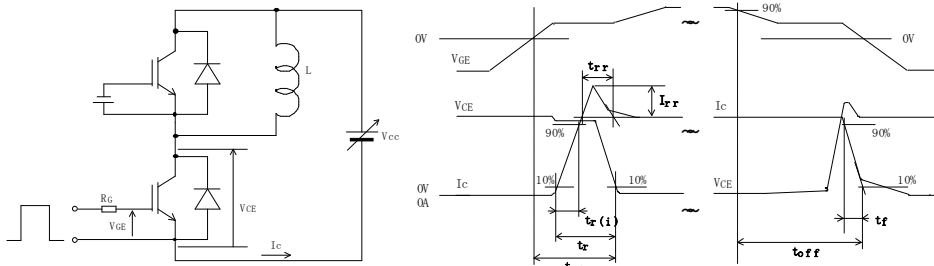 L
Vcc
RG
VGE
VCE
Ic
0V
VGE
trr
Irr
VCE
90%
10%
10%
0V
0A
Ic
tr(i)
tr
90%
0V
Ic
90%
VCE
10%
tf
toff